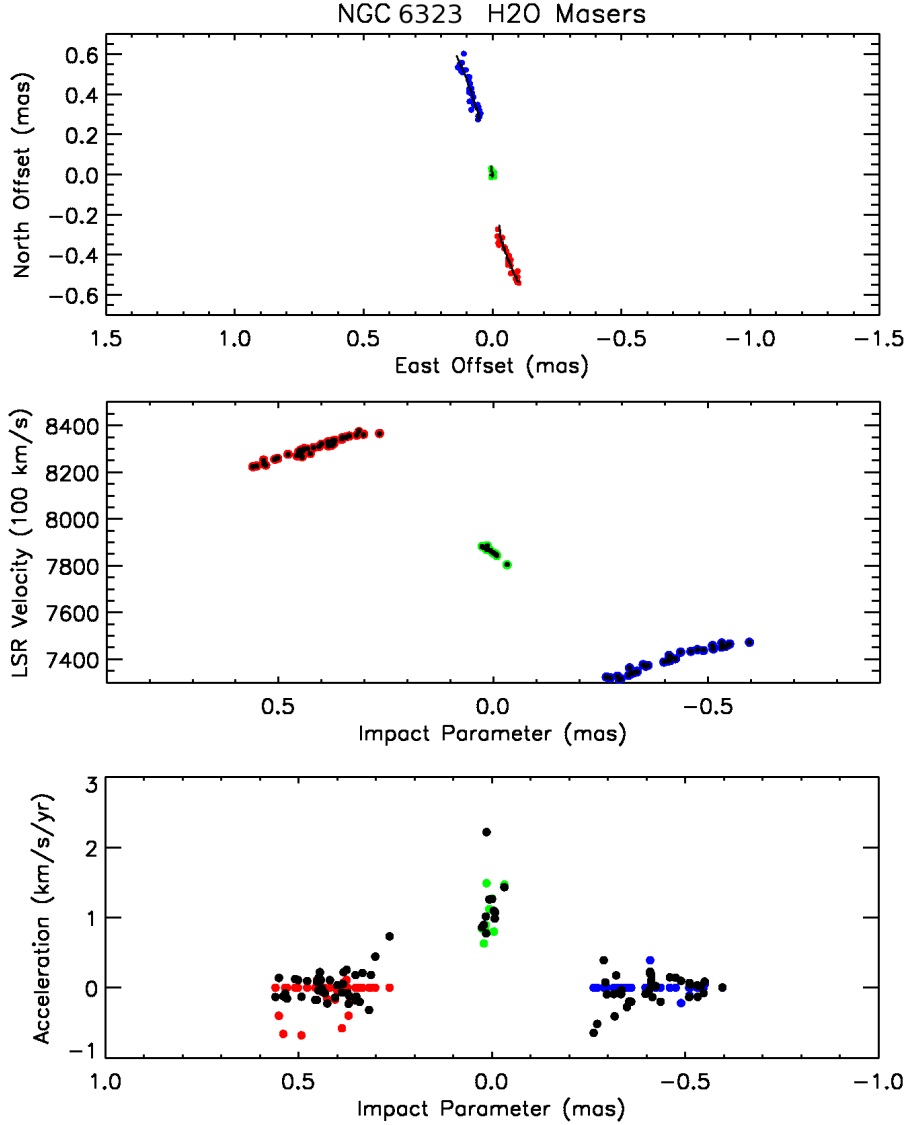 NGC 6323 H2O Masers
0.6
0.4
0.2
0.0
−0.2
−0.4
−0.6
North Offset (mas)
1.5 1.0 0.5 0.0 −0.5 −1.0 −1.5
East Offset (mas)
8400
8200
8000
7800
7600
7400
LSR Velocity (100 km/s)
0.5 0.0 −0.5
Impact Parameter (mas)
3
2
1
0
−1
Acceleration (km/s/yr)
1.0 0.5 0.0 −0.5 −1.0
Impact Parameter (mas)